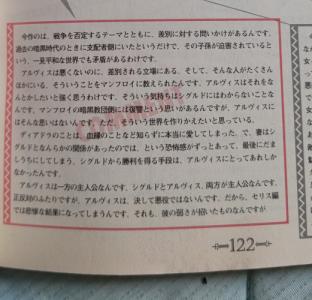 今作のは、戦争を否定するテーマとともに、差別に対する問いかけがあるんです。
過去の暗黒時代のときに支配者側にいたというだけで、その子孫が迫害されているとい
う、一見平和な世界でも矛盾があるわけです。
アルヴィスは悪くないのに、差別される立場にある。そして、そんな人がたくさん
ほかにいる。そういうことをマンフロイに教えられたんです。アルヴィスはそれをな
んとかしたいと強く思うわけです。そういう気持ちはシグルドにはわからないことな
んです。マンフロイの暗黒教団側には復讐という思いがあるんですが、アルヴィスには
そんな思いはないんです。ただ、そういう世界を作りかえたいと思っている。
ディアドラのことは、血縁のことなど知らずに本当に愛してしまった。で、妻はシ
グルドとなんらかの関係があったのでは、という恐怖感がずっとあって、最後にだま
しうちにしてしまう。シグルドから勝利を得る手段は、アルヴィスにとってあれしか
なかったんです。
アルヴィスは一方の主人公なんです。シグルドとアルヴィス、両方が主人公なんです。
正反対のふたりですが、アルヴィスは、決して悪役ではないんです。だから、セリス編
では悲惨な結果になってしまうんです。それも、彼の弱さが招いたものなんですが
122